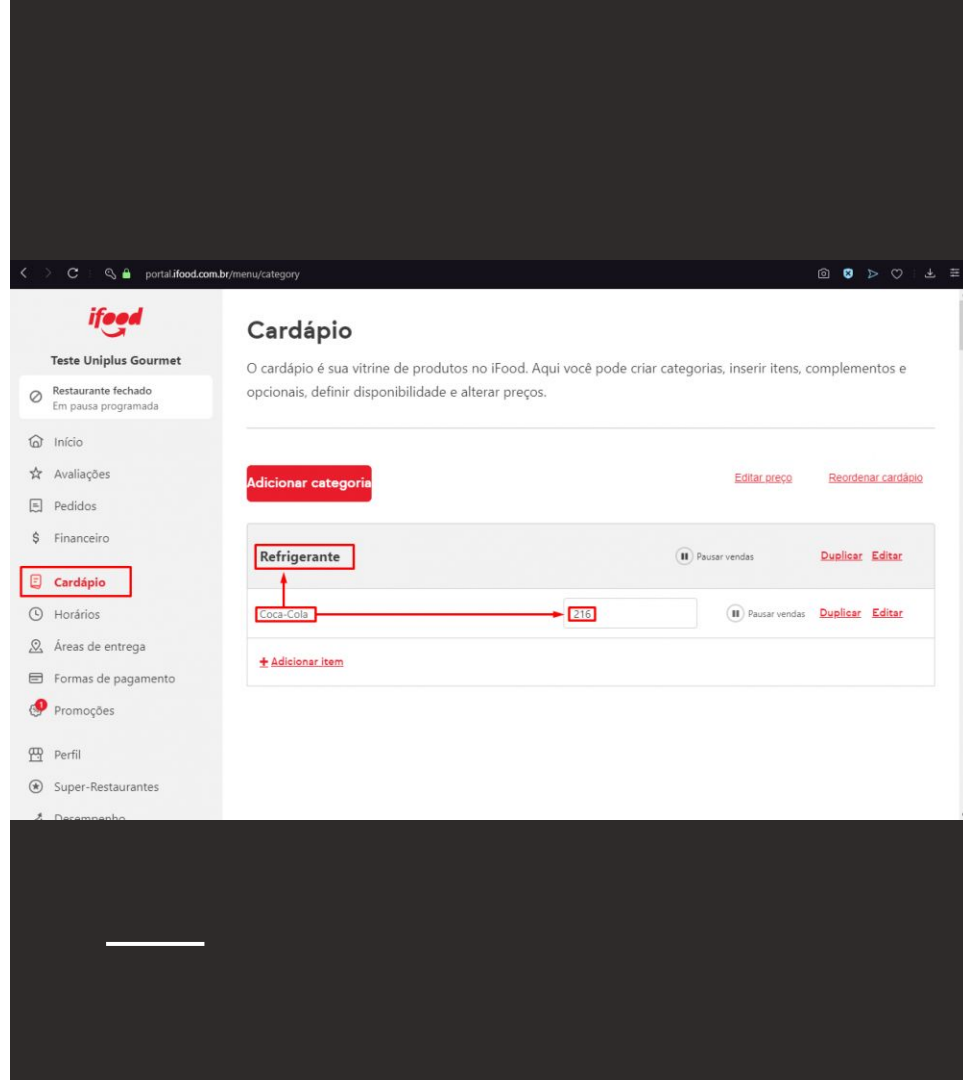 portal.ifood.com.br/menu/category
ifood
Teste Uniplus Gourmet
Restaurante fechado
Em pausa programada
Início
Avaliações
Pedidos
Financeiro
Cardápio
Horários
Áreas de entrega
Formas de pagamento
1
Promoções
Perfil
Super-Restaurantes
Desempenho
Cardápio
O cardápio é sua vitrine de produtos no iFood. Aqui você pode criar categorias, inserir itens, complementos e
opcionais, definir disponibilidade e alterar preços.
Adicionar categoria
Editar preço
Reordenar cardápio
Refrigerante
Pausar vendas
Duplicar
Editar
Coca-Cola
216
Pausar vendas
Duplicar
Editar
+ Adicionar item